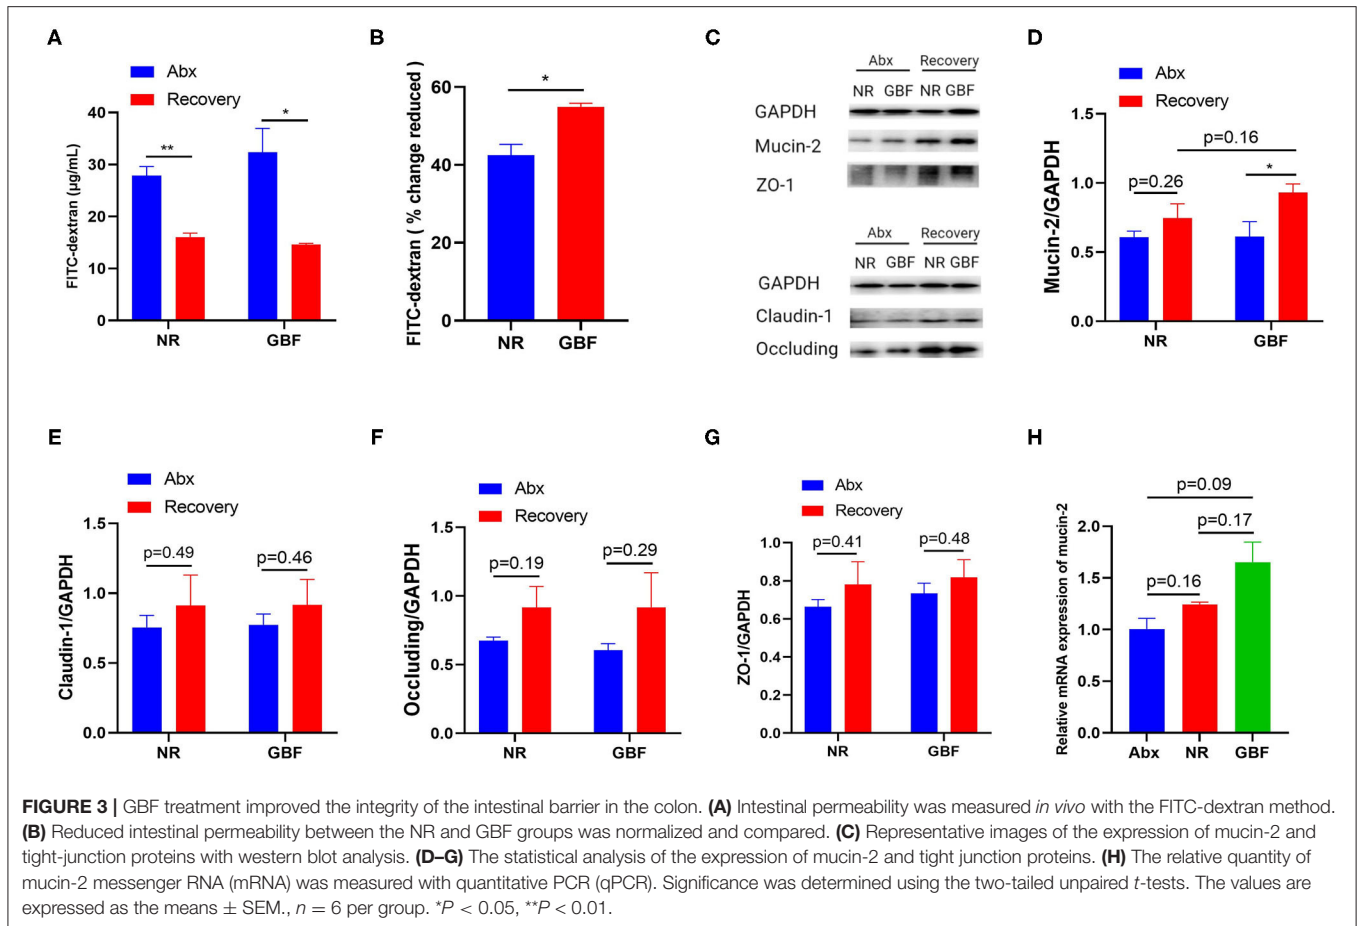 A
Abx
Recovery
FITC-dextran (μg/mL)
40
30
20
10
0
**
*
NR GBF
B
FITC-dextran ( % change reduced )
60
40
20
0
*
NR GBF
C
Abx Recovery
NR GBF NR GBF
GAPDH
Mucin-2
ZO-1
Abx Recovery
NR GBF NR GBF
GAPDH
Claudin-1
Occluding
D
Abx
Recovery
Mucin-2/GAPDH
1.5
1.0
0.5
0.0
p=0.16
p=0.26
*
NR GBF
E
Abx
Recovery
Claudin-1/GAPDH
1.5
1.0
0.5
0.0
p=0.49
p=0.46
NR GBF
F
Abx
Recovery
Occluding/GAPDH
1.5
1.0
0.5
0.0
p=0.19
p=0.29
NR GBF
G
Abx
Recovery
ZO-1/GAPDH
1.0
0.8
0.6
0.4
0.2
0.0
p=0.41
p=0.48
NR GBF
H
Relative mRNA expression of mucin-2
2.0
1.5
1.0
0.5
0.0
p=0.09
p=0.17
p=0.16
Abx NR GBF
FIGURE 3 | GBF treatment improved the integrity of the intestinal barrier in the colon. (A) Intestinal permeability was measured in vivo with the FITC-dextran method.
(B) Reduced intestinal permeability between the NR and GBF groups was normalized and compared. (C) Representative images of the expression of mucin-2 and
tight-junction proteins with western blot analysis. (D–G) The statistical analysis of the expression of mucin-2 and tight junction proteins. (H) The relative quantity of
mucin-2 messenger RNA (mRNA) was measured with quantitative PCR (qPCR). Significance was determined using the two-tailed unpaired t-tests. The values are
expressed as the means ± SEM., n = 6 per group. *P < 0.05, **P < 0.01.